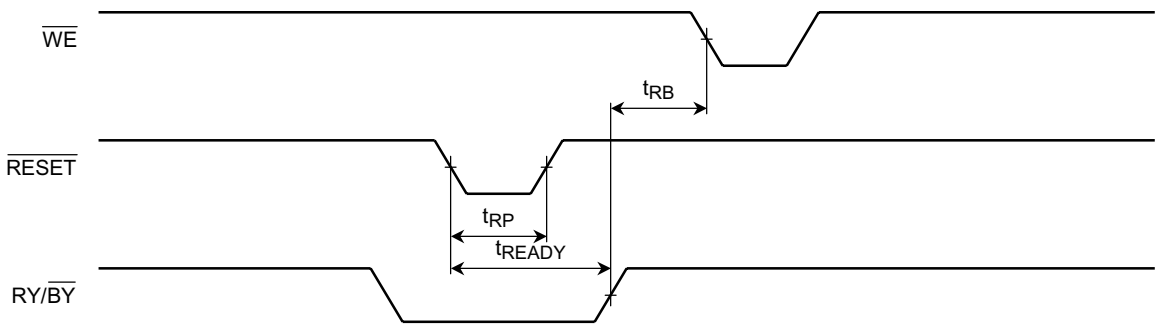 WE
tRB
RESET
tRP
tREADY
RY/BY